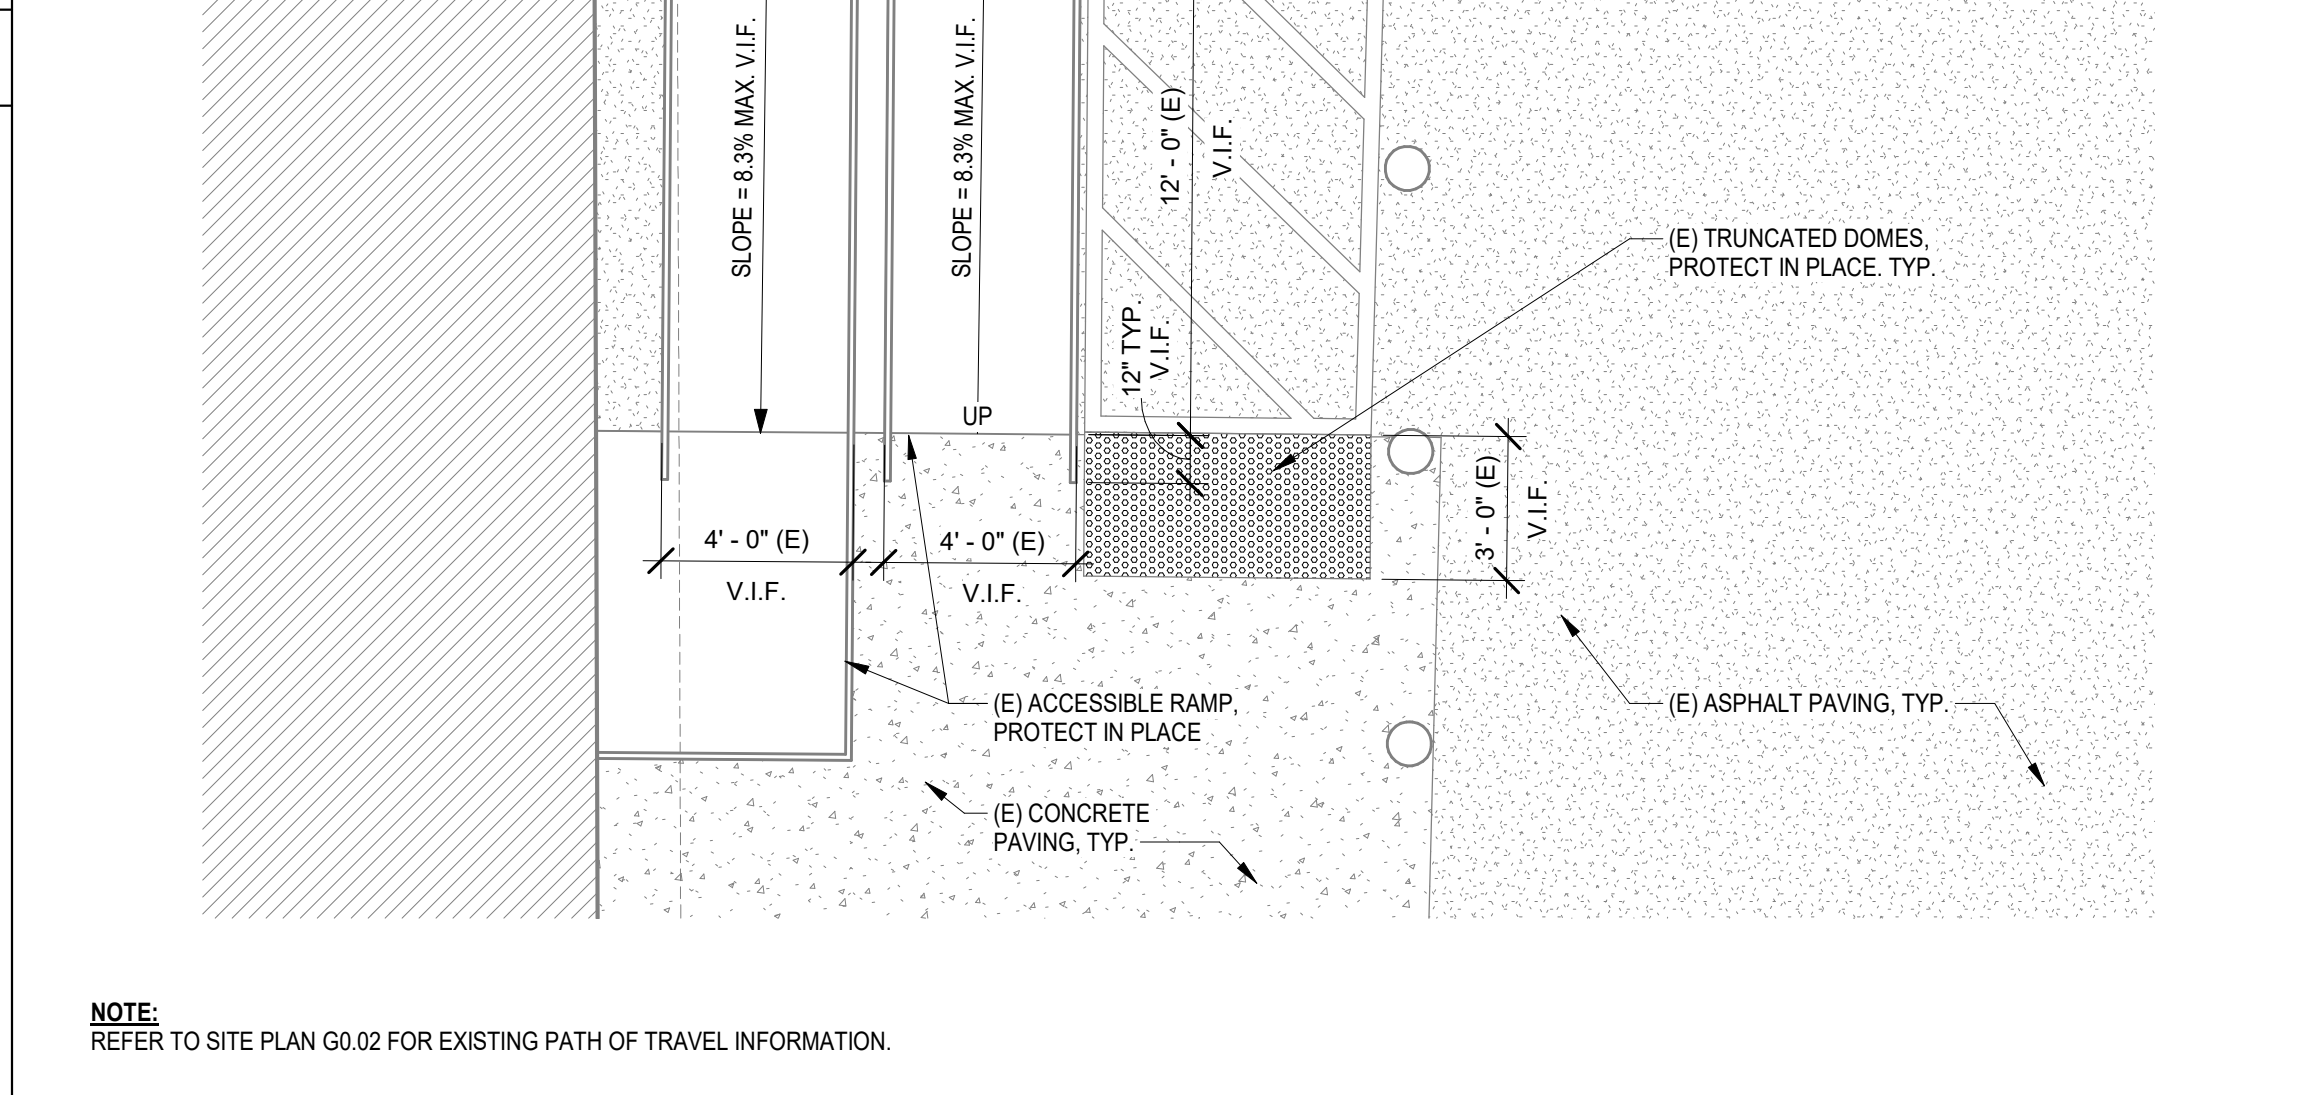 SLOPE = 8.3% MAX. V.I.F.
SLOPE = 8.3% MAX. V.I.F.
12' - 0" (E)
V.I.F.
(E) TRUNCATED DOMES,
PROTECT IN PLACE. TYP.
12" TYP.
V.I.F.
UP
3' - 0" (E)
V.I.F.
4' - 0" (E)
V.I.F.
4' - 0" (E)
V.I.F.
(E) ACCESSIBLE RAMP,
PROTECT IN PLACE
(E) ASPHALT PAVING, TYP.
(E) CONCRETE
PAVING, TYP.
NOTE:
REFER TO SITE PLAN G0.02 FOR EXISTING PATH OF TRAVEL INFORMATION.